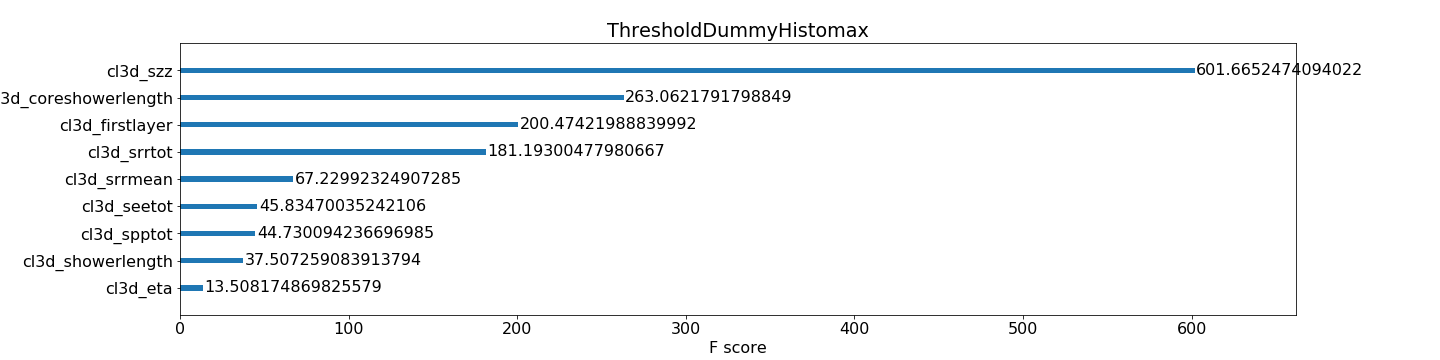 ThresholdDummyHistomax
cl3d_szz 601.6652474094022
3d_coreshowerlength 263.0621791798849
cl3d_firstlayer 200.47421988839992
cl3d_srrtot 181.19300477980667
cl3d_srrmean 67.22992324907285
cl3d_seetot 45.83470035242106
cl3d_spptot 44.730094236696985
cl3d_showerlength 37.507259083913794
cl3d_eta 13.508174869825579
0 100 200 300 400 500 600
F score